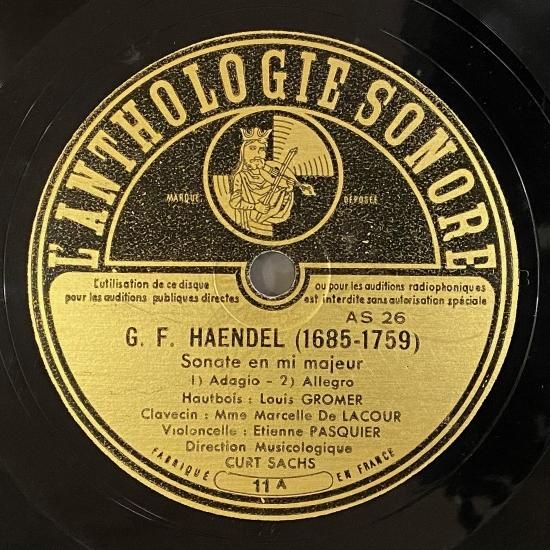 L'ANTHOLOGIE SONORE
MARQUE DÉPOSÉE
L'utilisation de ce disque ou pour les auditions radiophoniques
pour les auditions publiques directes est interdite sans autorisation spéciale
AS 26
G. F. HAENDEL (1685-1759)
Sonate en mi majeur
1) Adagio - 2) Allegro
Hautbois : Louis GROMER
Clavecin : Mme Marcelle De LACOUR
Violoncelle : Etienne PASQUIER
Direction Musicologique
CURT SACHS
FABRIQUÉ EN FRANCE
11 A